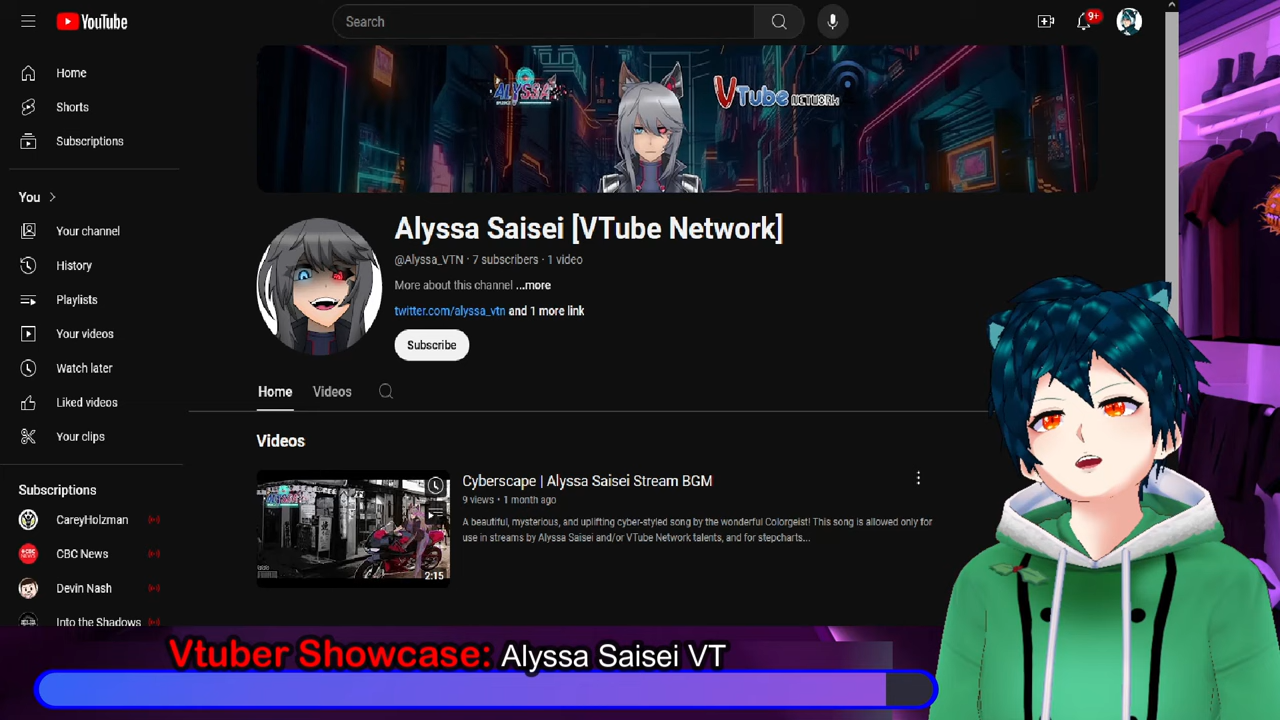 YouTube
Search
9+
Home
Shorts
Subscriptions
You
Your channel
History
Playlists
Your videos
Watch later
Liked videos
Your clips
Subscriptions
CareyHolzman
CBC News
Devin Nash
Into the Shadows
ALYSSA
VTube NETWORK
Alyssa Saisei [VTube Network]
@Alyssa_VTN · 7 subscribers · 1 video
More about this channel ...more
twitter.com/alyssa_vtn and 1 more link
Subscribe
Home Videos
Videos
2:15
Cyberscape | Alyssa Saisei Stream BGM
9 views · 1 month ago
A beautiful, mysterious, and uplifting cyber-styled song by the wonderful Colorgeist! This song is allowed only for
use in streams by Alyssa Saisei and/or VTube Network talents, and for stepcharts...
Vtuber Showcase: Alyssa Saisei VT